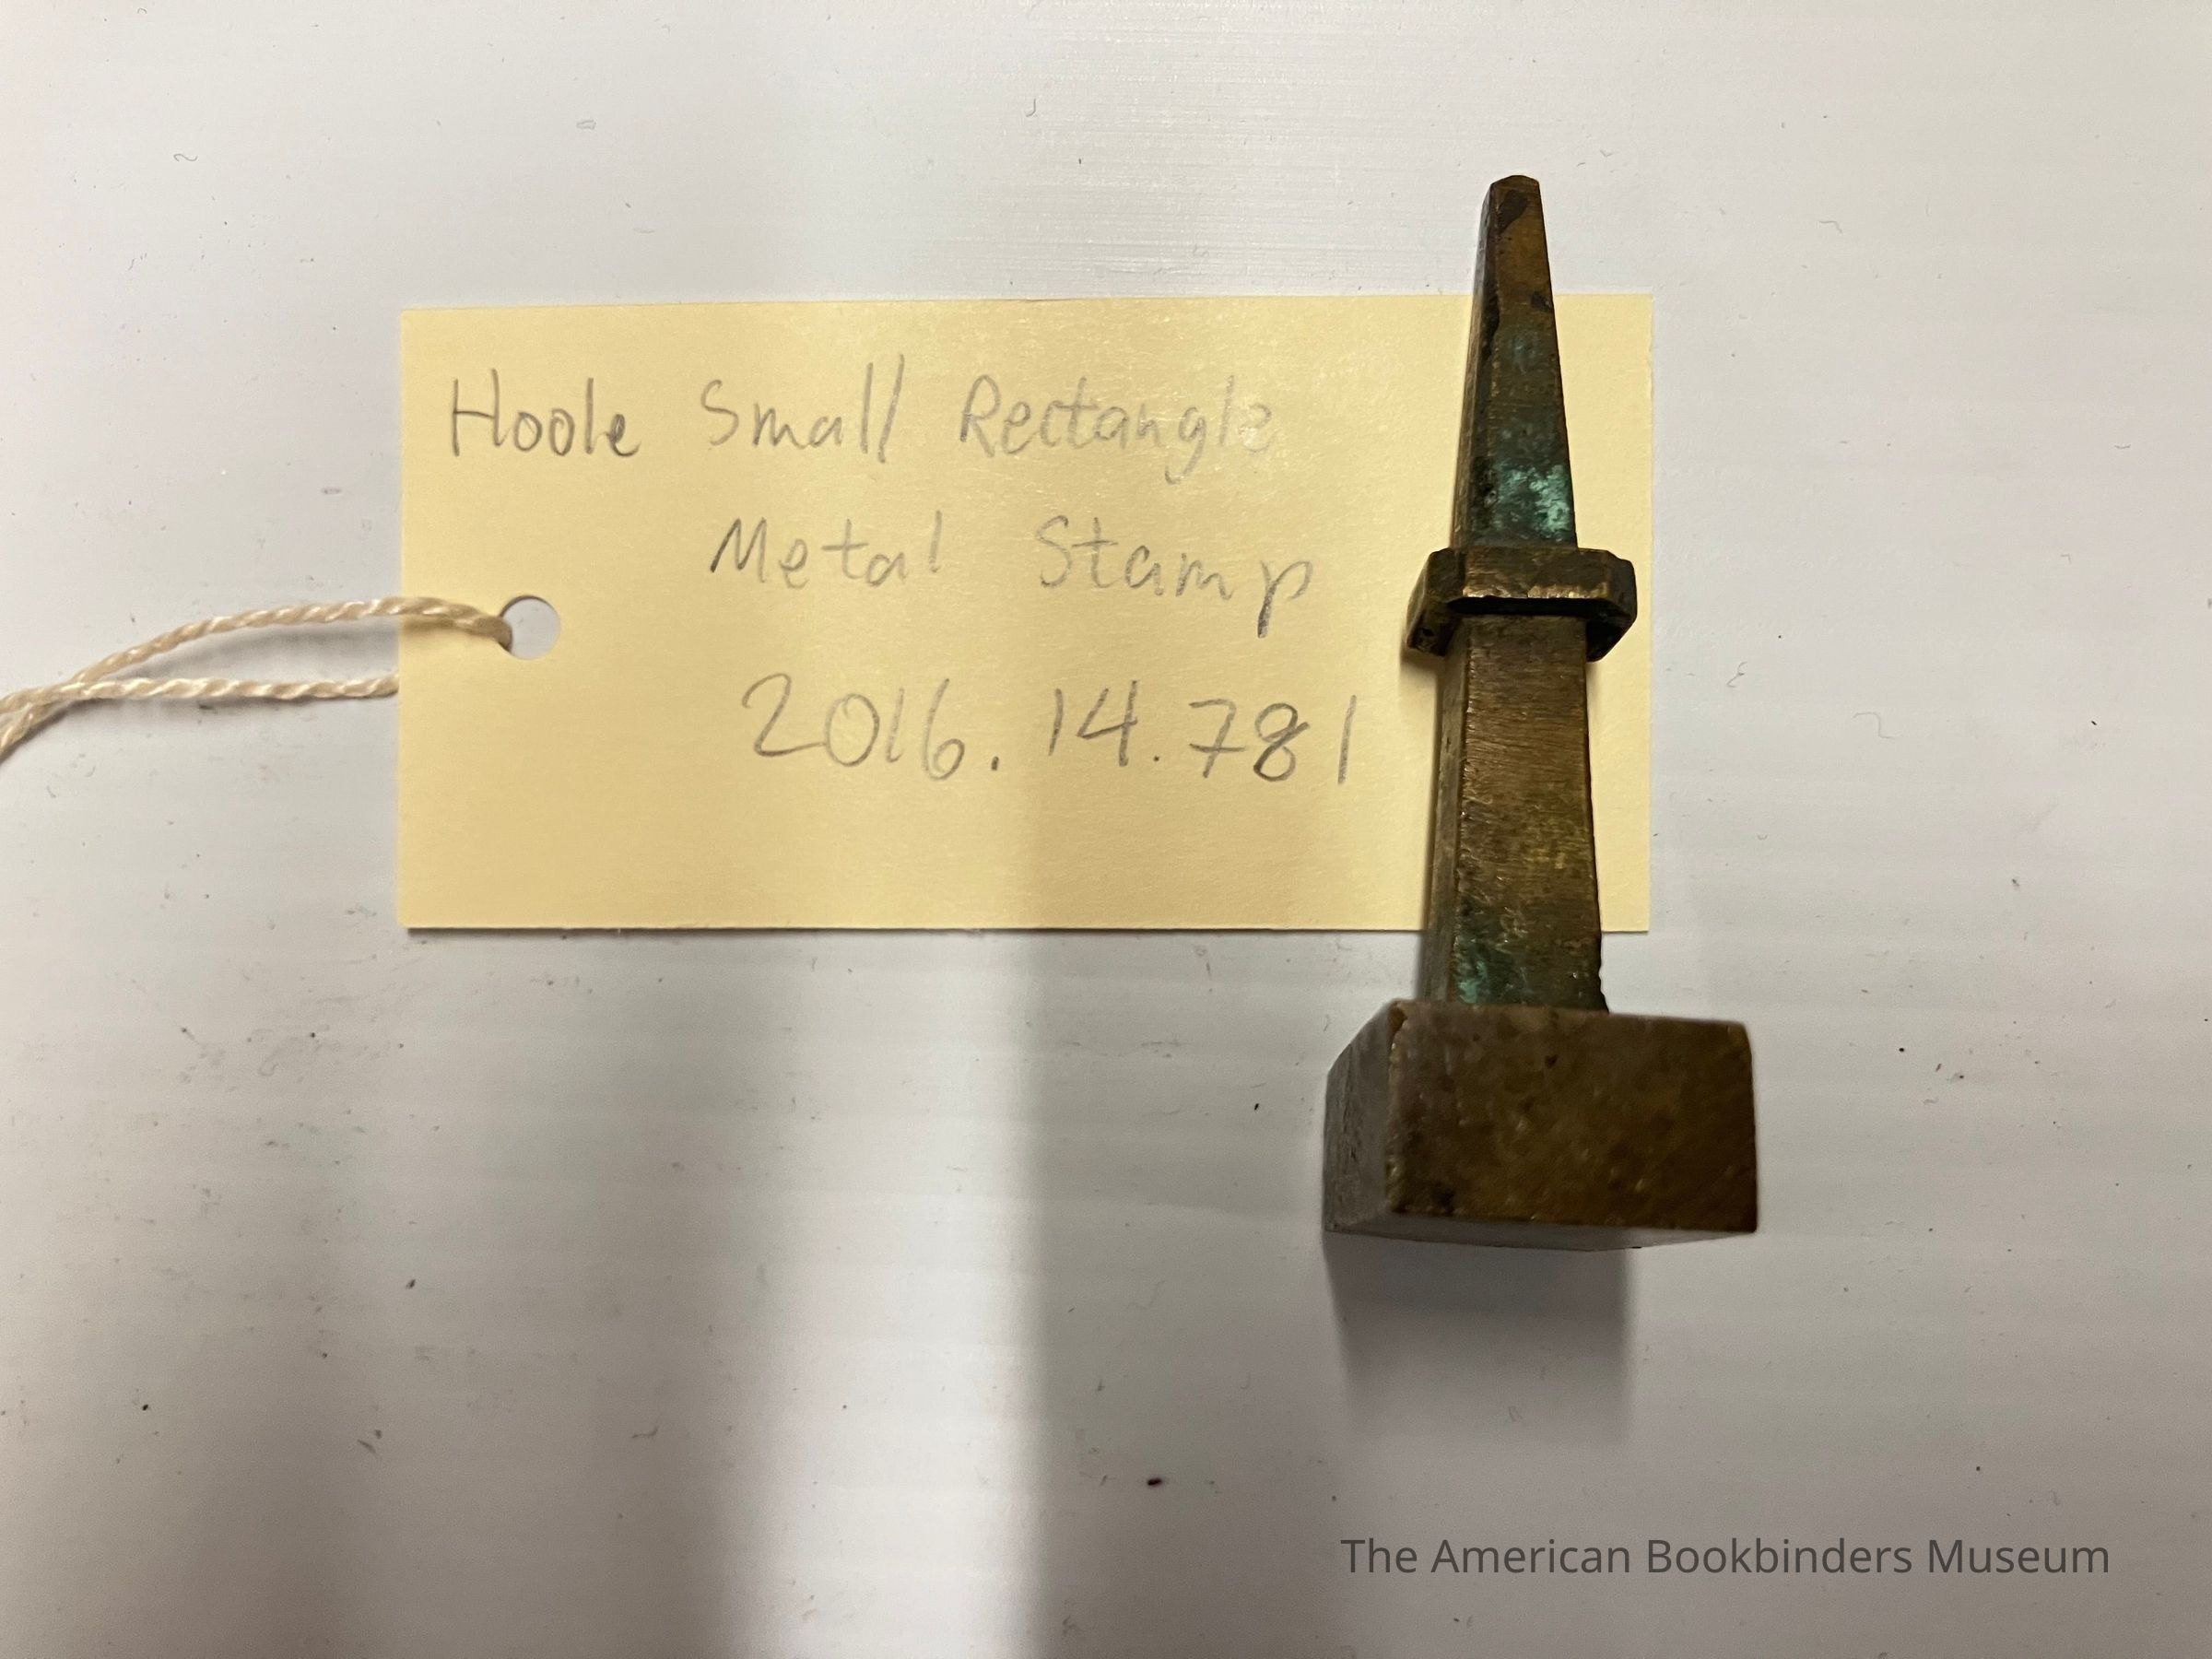 Hoole Small Rectangle
Metal Stamp
2016.14.781
The American Bookbinders Museum